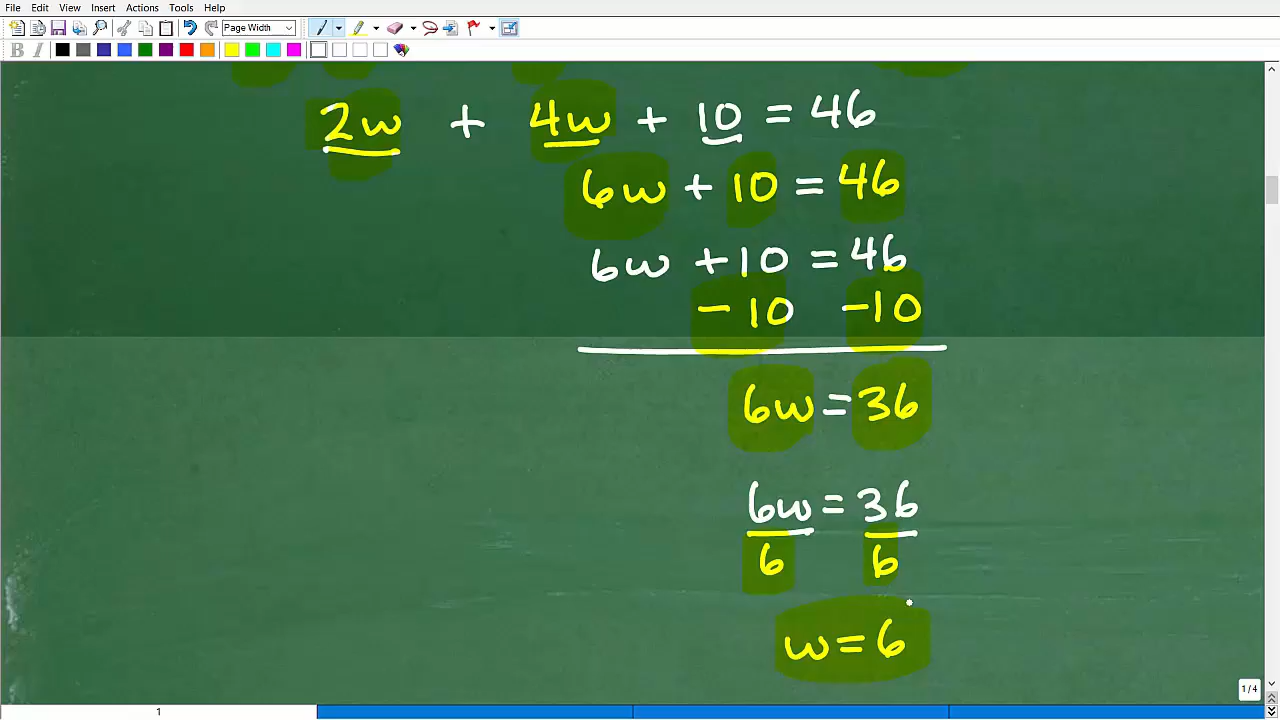 File Edit View Insert Actions Tools Help
Page Width
B I
2w + 4w + 10 = 46
6w + 10 = 46
6w + 10 = 46
- 10 - 10
6w = 36
6w = 36
6 6
w = 6
1/4
1